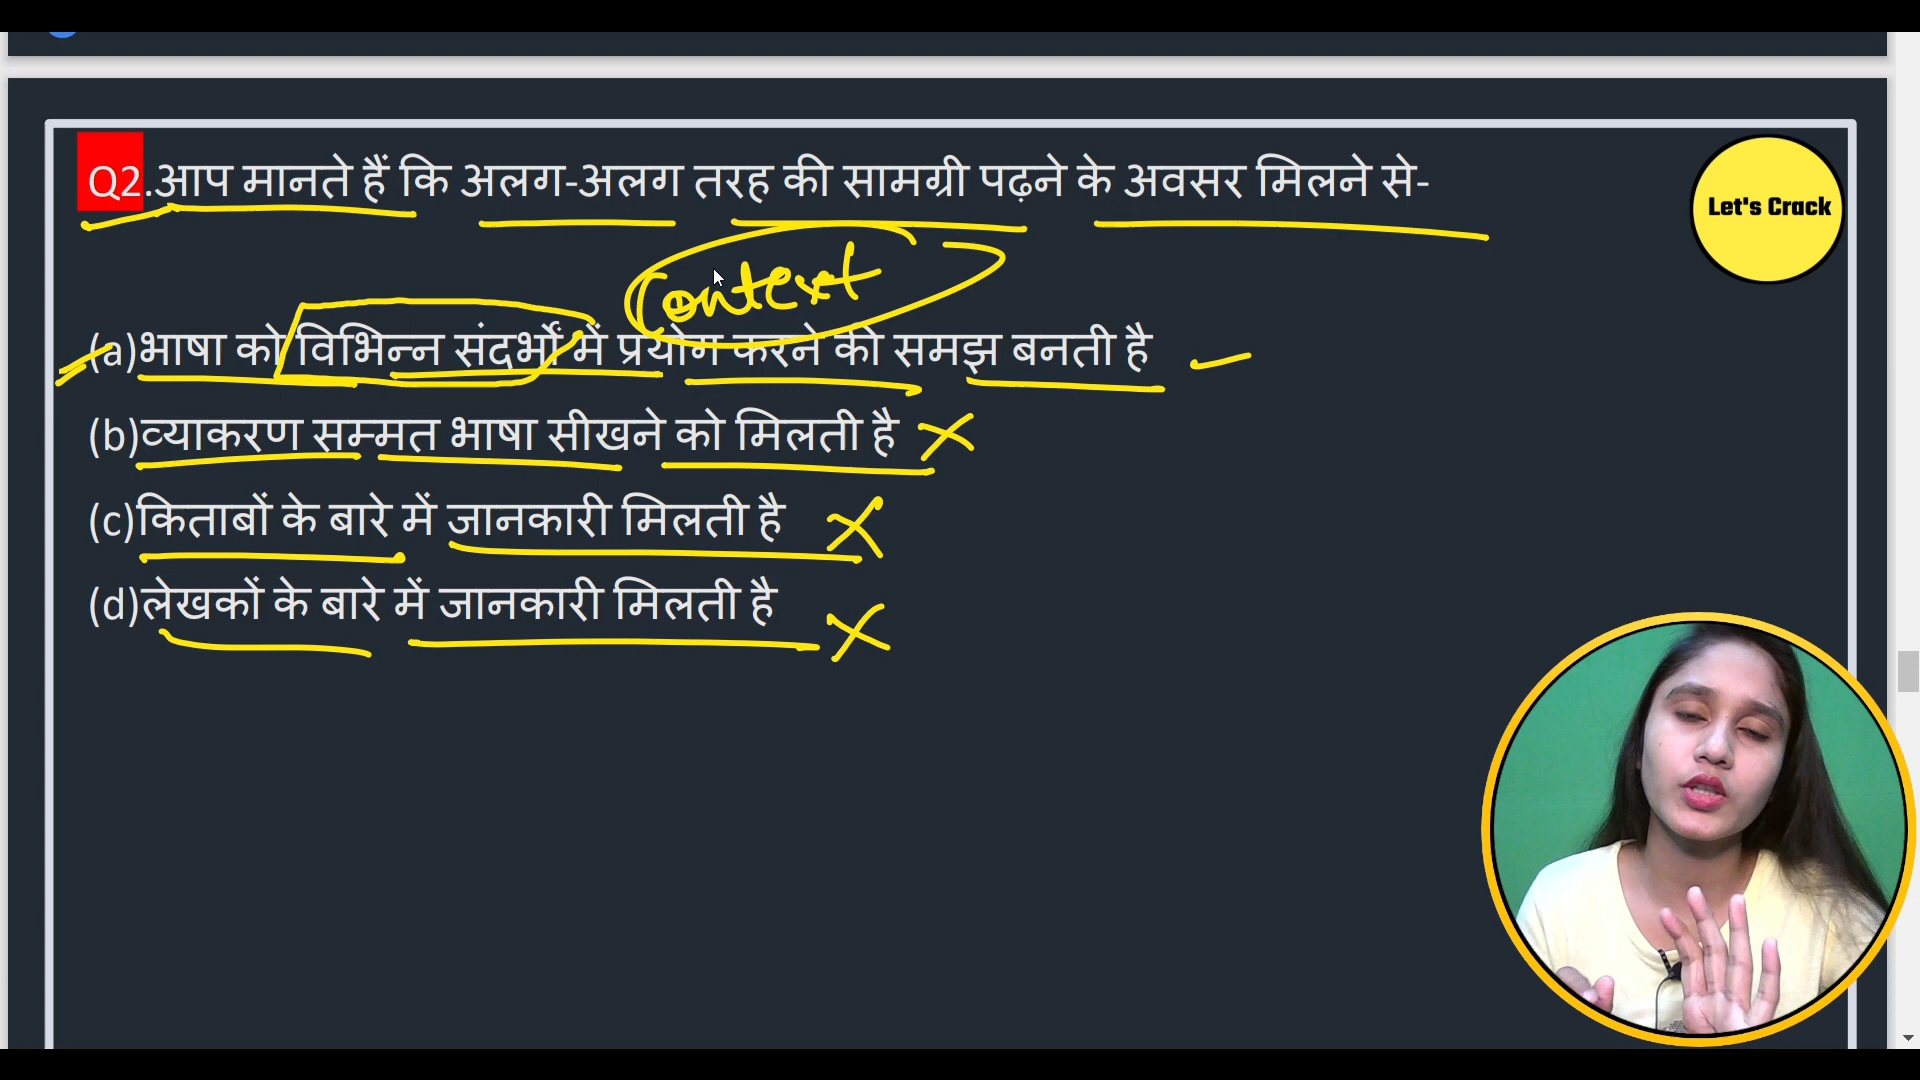 Q2.आप मानते हैं कि अलग-अलग तरह की सामग्री पढ़ने के अवसर मिलने से-
Let's Crack
Context
(a)भाषा को विभिन्न संदर्भों में प्रयोग करने की समझ बनती है
(b)व्याकरण सम्मत भाषा सीखने को मिलती है
(c)किताबों के बारे में जानकारी मिलती है
(d)लेखकों के बारे में जानकारी मिलती है